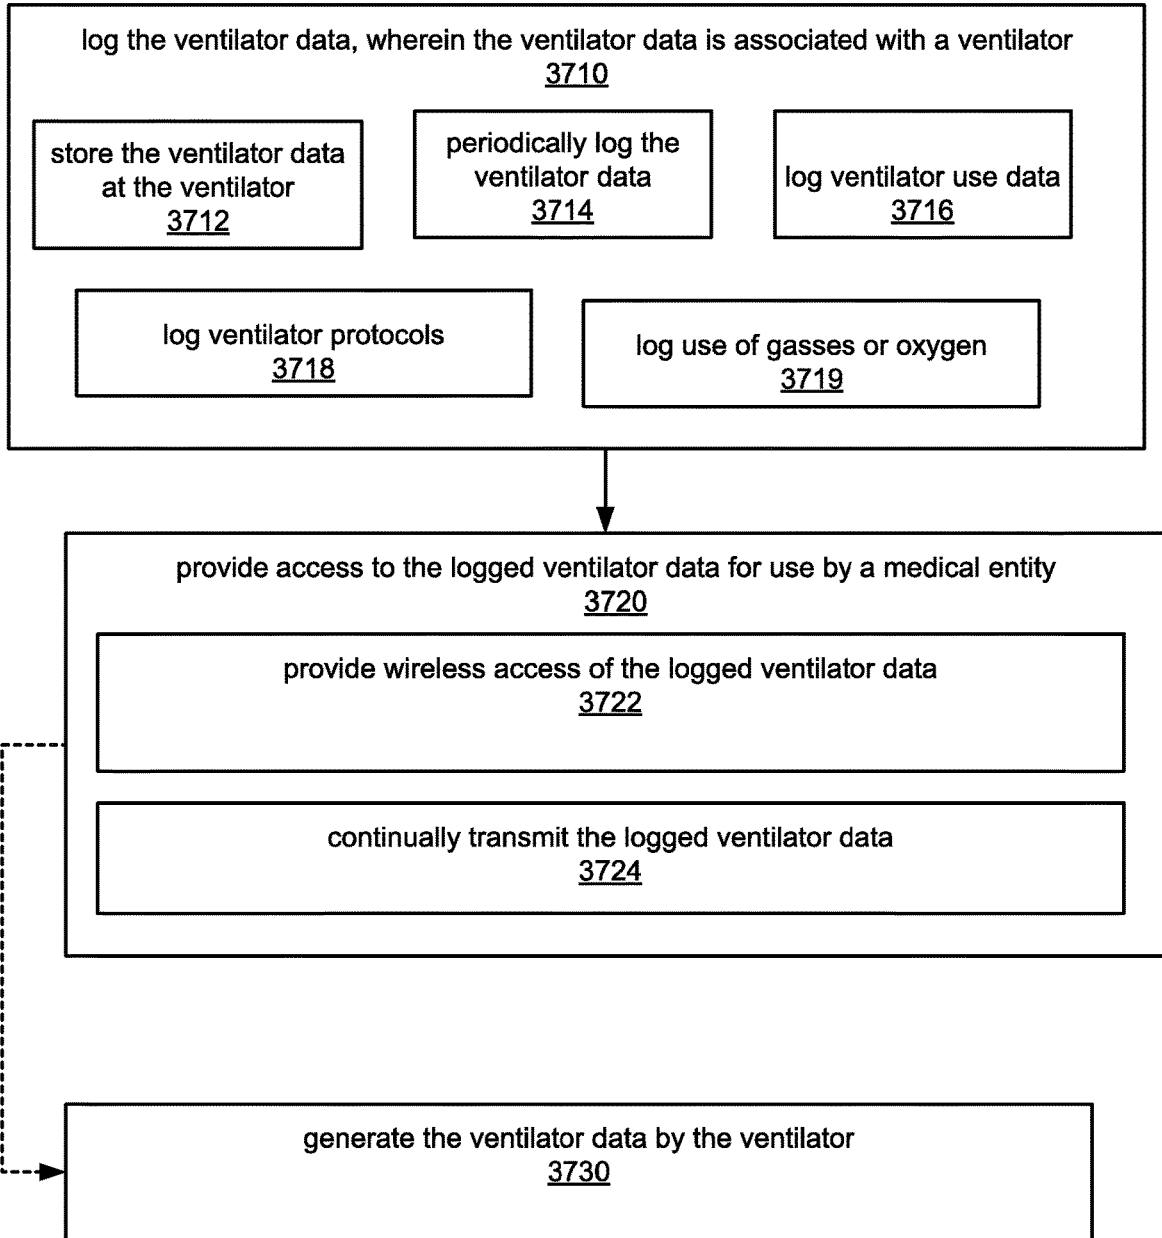 log the ventilator data, wherein the ventilator data is associated with a ventilator
3710
store the ventilator data
at the ventilator
3712
periodically log the
ventilator data
3714
log ventilator use data
3716
log ventilator protocols
3718
log use of gasses or oxygen
3719
provide access to the logged ventilator data for use by a medical entity
3720
provide wireless access of the logged ventilator data
3722
continually transmit the logged ventilator data
3724
generate the ventilator data by the ventilator
3730